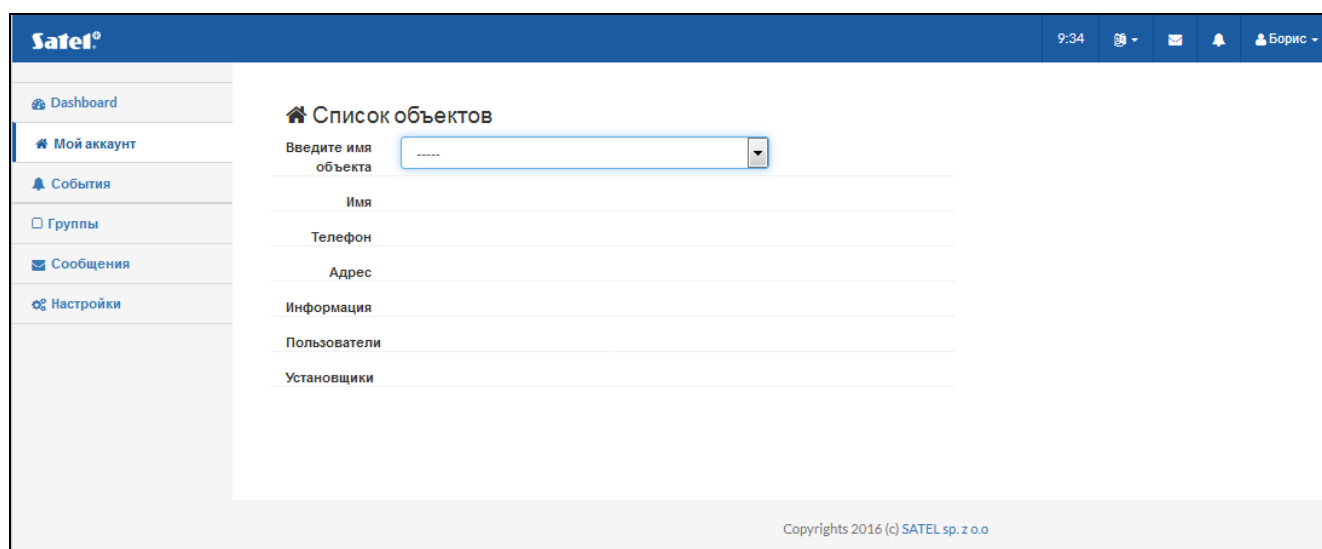 Satel®
9:34
Борис
Dashboard
Мой аккаунт
События
Группы
Сообщения
Настройки
Список объектов
Введите имя
объекта
-----
Имя
Телефон
Адрес
Информация
Пользователи
Установщики
Copyrights 2016 (c) SATEL sp. z o.o